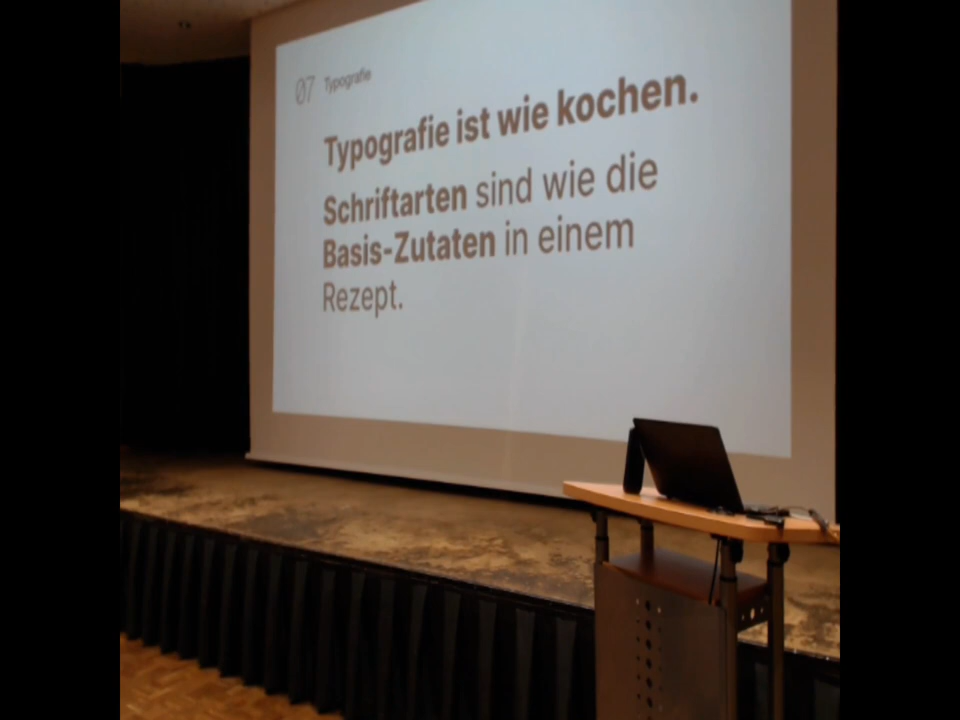 07 Typografie
Typografie ist wie kochen.
Schriftarten sind wie die
Basis-Zutaten in einem
Rezept.